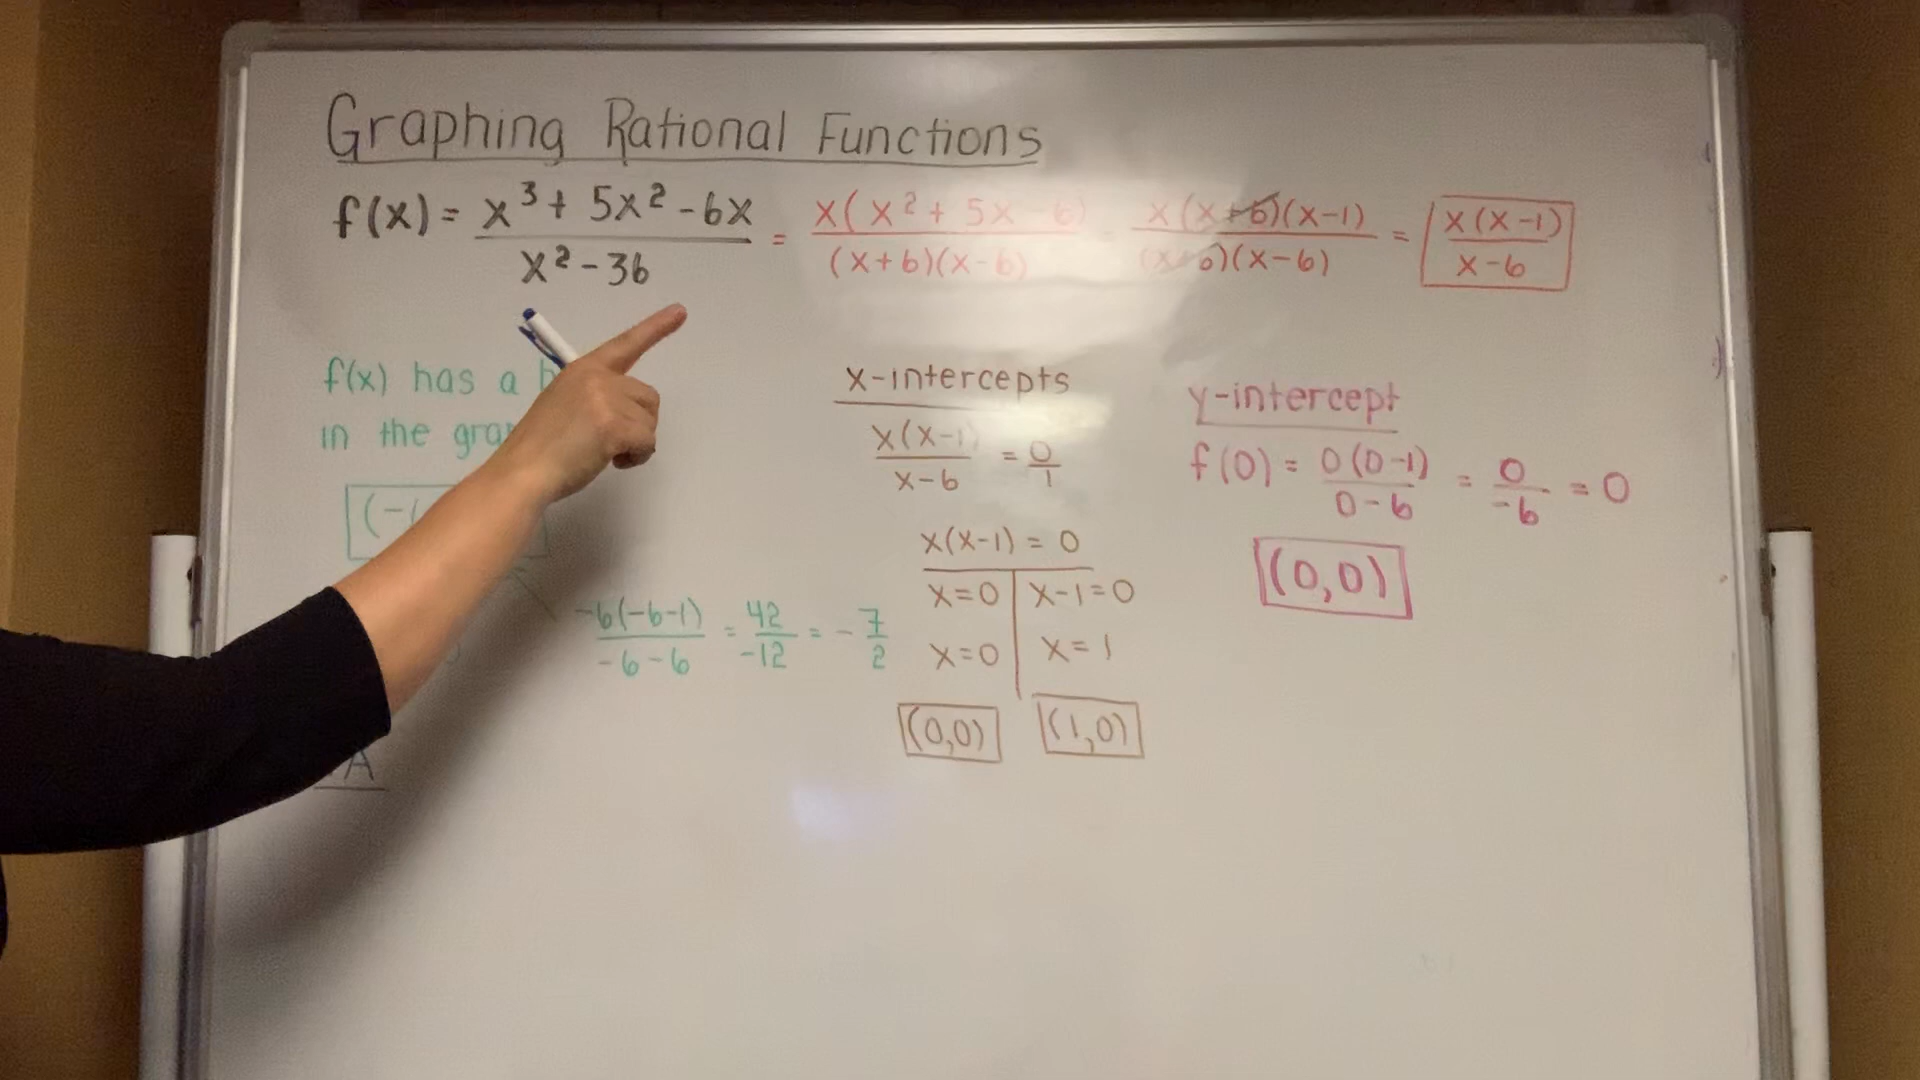 Graphing Rational Functions
f(x) = x³ + 5x² - 6x / x² - 36 = x(x² + 5x - 6) / (x+6)(x-6) = x(x+6)(x-1) / (x+6)(x-6) = x(x-1) / x-6
f(x) has a
in the
x-intercepts
x(x-1) / x-6 = 0/1
x(x-1) = 0
x=0 | x-1=0
x=0 | x=1
(0,0) (1,0)
y-intercept
f(0) = 0(0-1) / 0-6 = 0/-6 = 0
(0,0)
-6(-6-1) / -6-6 = 42/-12 = -7/2